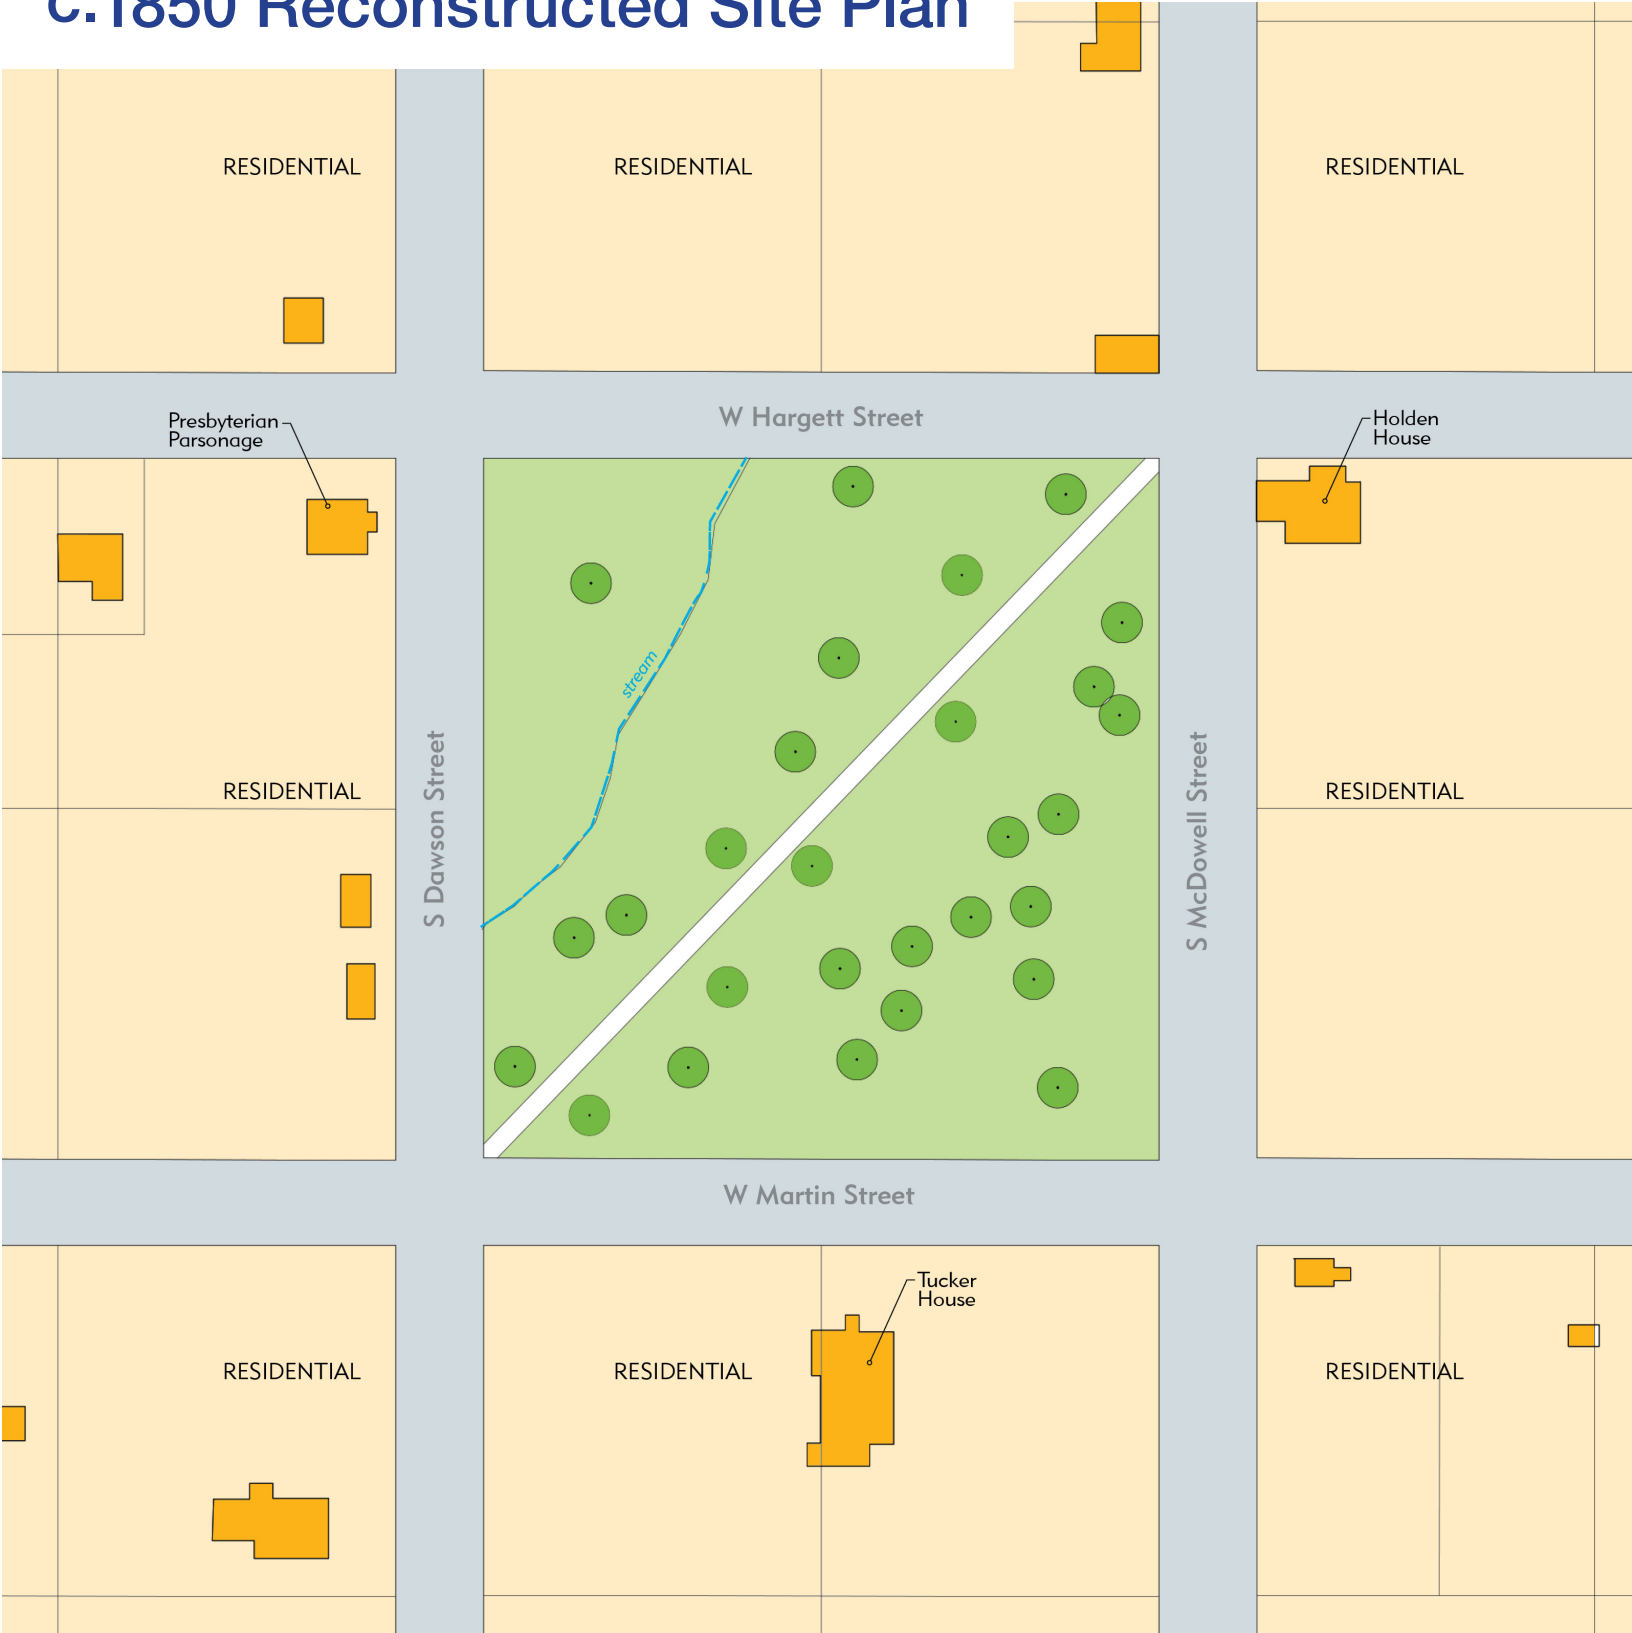 c.1850 Reconstructed Site Plan
RESIDENTIAL
RESIDENTIAL
RESIDENTIAL
W Hargett Street
Presbyterian
Parsonage
Holden
House
stream
S Dawson Street
S McDowell Street
RESIDENTIAL
RESIDENTIAL
W Martin Street
Tucker
House
RESIDENTIAL
RESIDENTIAL
RESIDENTIAL